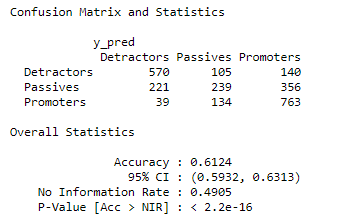 Confusion Matrix and Statistics
y_pred
Detractors Passives Promoters
Detractors 570 105 140
Passives 221 239 356
Promoters 39 134 763
Overall Statistics
Accuracy : 0.6124
95% CI : (0.5932, 0.6313)
No Information Rate : 0.4905
P-Value [Acc > NIR] : < 2.2e-16